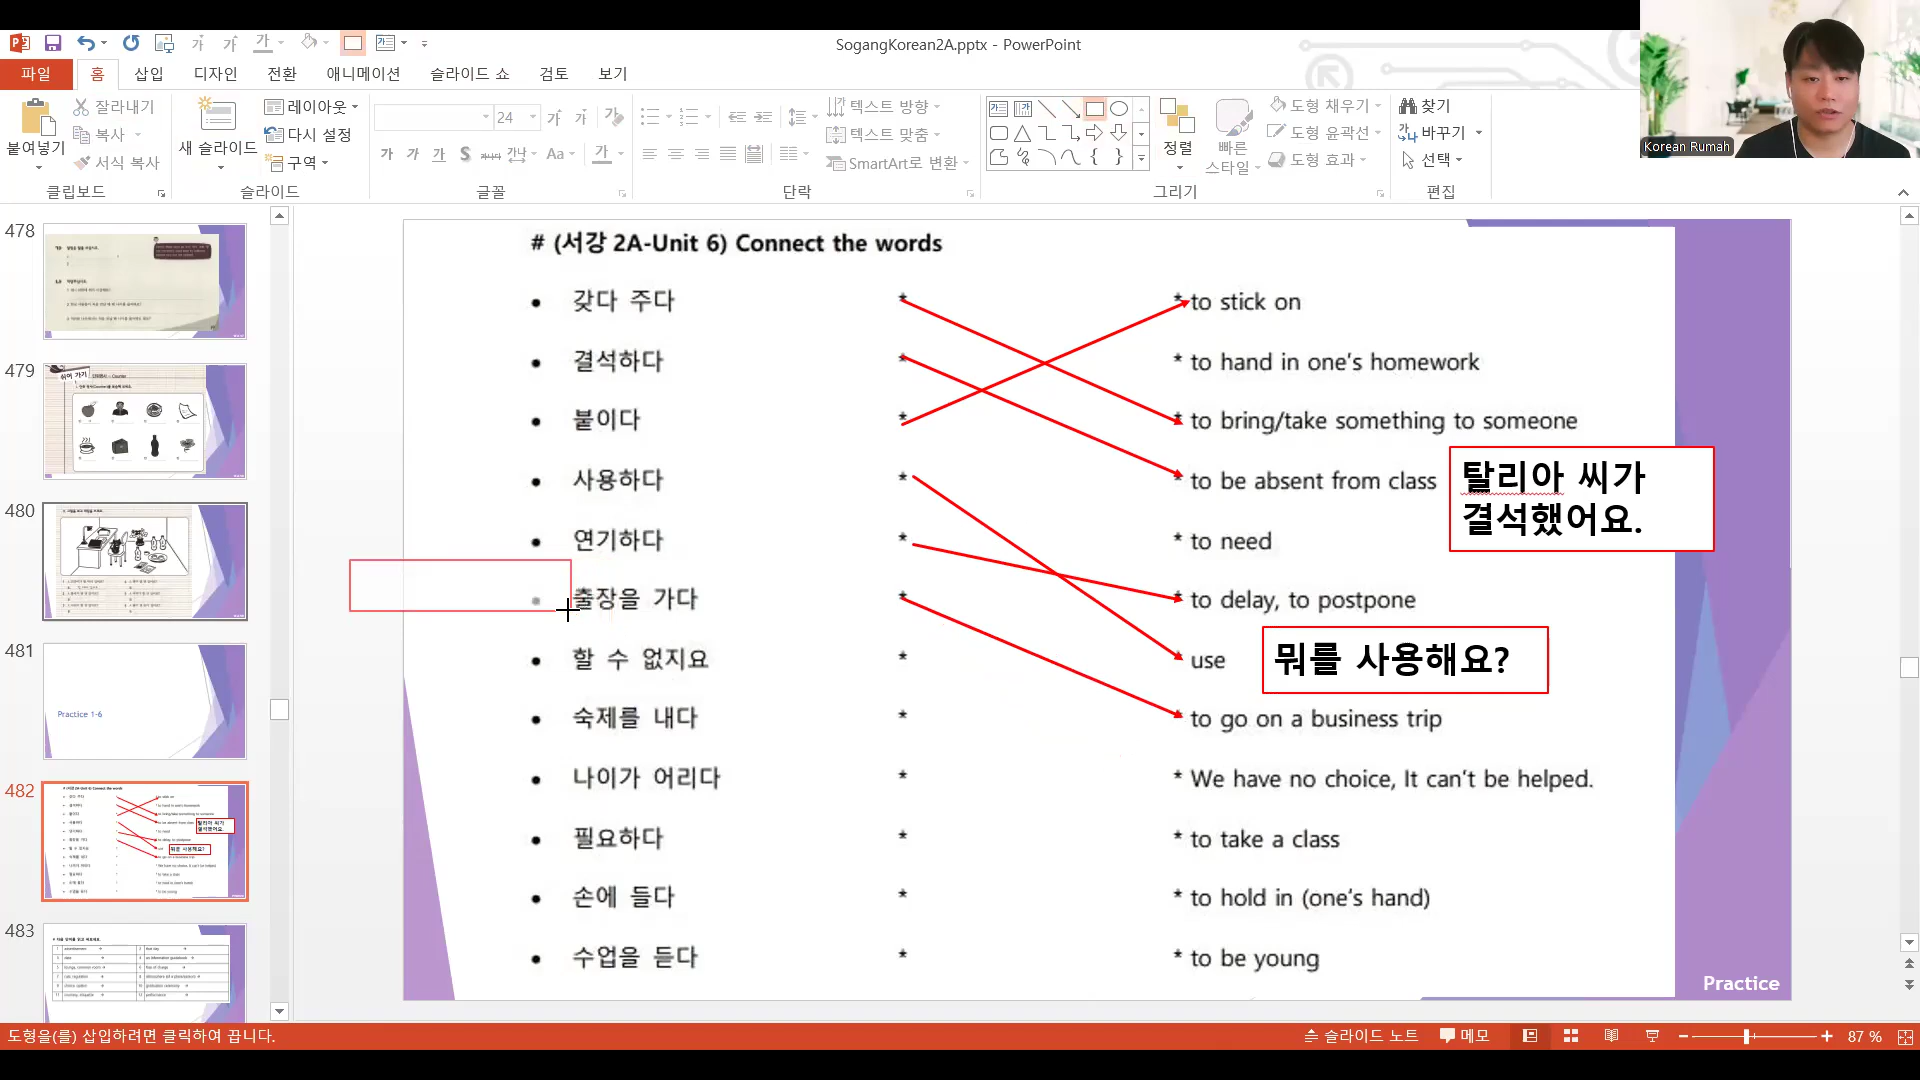 SogangKorean2A.pptx - PowerPoint
파일 홈 삽입 디자인 전환 애니메이션 슬라이드 쇼 검토 보기
붙여넣기
잘라내기
복사
서식 복사
클립보드
새 슬라이드
레이아웃
다시 설정
구역
슬라이드
24
가 가 가 S Aa 가
글꼴
텍스트 방향
텍스트 맞춤
SmartArt로 변환
단락
정렬
빠른
스타일
도형 채우기
도형 윤곽선
도형 효과
그리기
찾기
바꾸기
선택
편집
Korean Rumah
478
479
480
481
Practice 1-6
482
483
# (서강 2A-Unit 6) Connect the words
• 갖다 주다 * * to stick on
• 결석하다 * * to hand in one's homework
• 붙이다 * * to bring/take something to someone
• 사용하다 * * to be absent from class
탈리아 씨가
결석했어요.
• 연기하다 * * to need
• 출장을 가다 * * to delay, to postpone
• 할 수 없지요 * * use
뭐를 사용해요?
• 숙제를 내다 * * to go on a business trip
• 나이가 어리다 * * We have no choice, It can't be helped.
• 필요하다 * * to take a class
• 손에 들다 * * to hold in (one's hand)
• 수업을 듣다 * * to be young
Practice
도형을(를) 삽입하려면 클릭하여 끕니다.
슬라이드 노트 메모 87 %